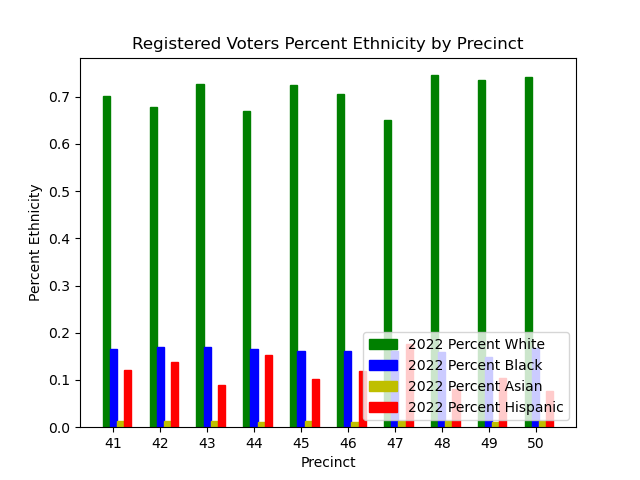 Registered Voters Percent Ethnicity by Precinct
0.7
0.6
0.5
0.4
0.3
0.2
0.1
0.0
Percent Ethnicity
2022 Percent White
2022 Percent Black
2022 Percent Asian
2022 Percent Hispanic
41 42 43 44 45 46 47 48 49 50
Precinct